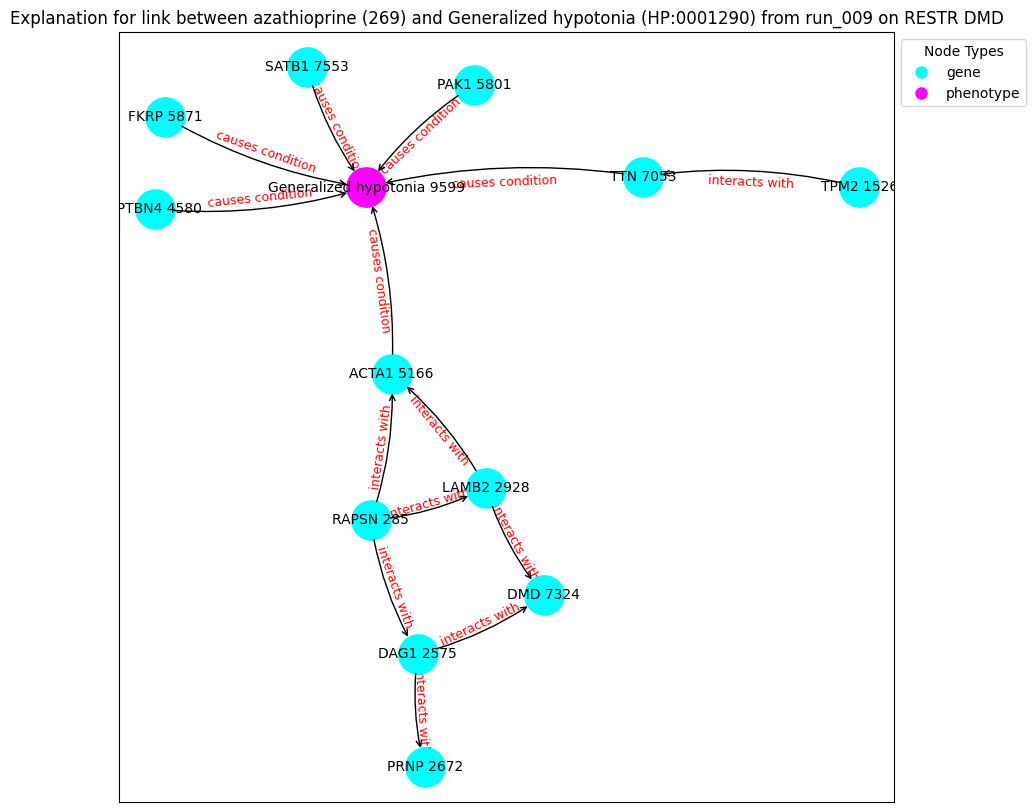 Explanation for link between azathioprine (269) and Generalized hypotonia (HP:0001290) from run_009 on RESTR DMD
Node Types
gene
phenotype
SATB1 7553
PAK1 5801
FKRP 5871
causes condition
causes condition
causes condition
Generalized hypotonia 9599
causes condition
TTN 7053
interacts with
TPM2 1526
PTBN4 4580
causes condition
causes condition
ACTA1 5166
interacts with
interacts with
LAMB2 2928
interacts with
RAPSN 285
interacts with
interacts with
DMD 7324
interacts with
DAG1 2575
interacts with
PRNP 2672